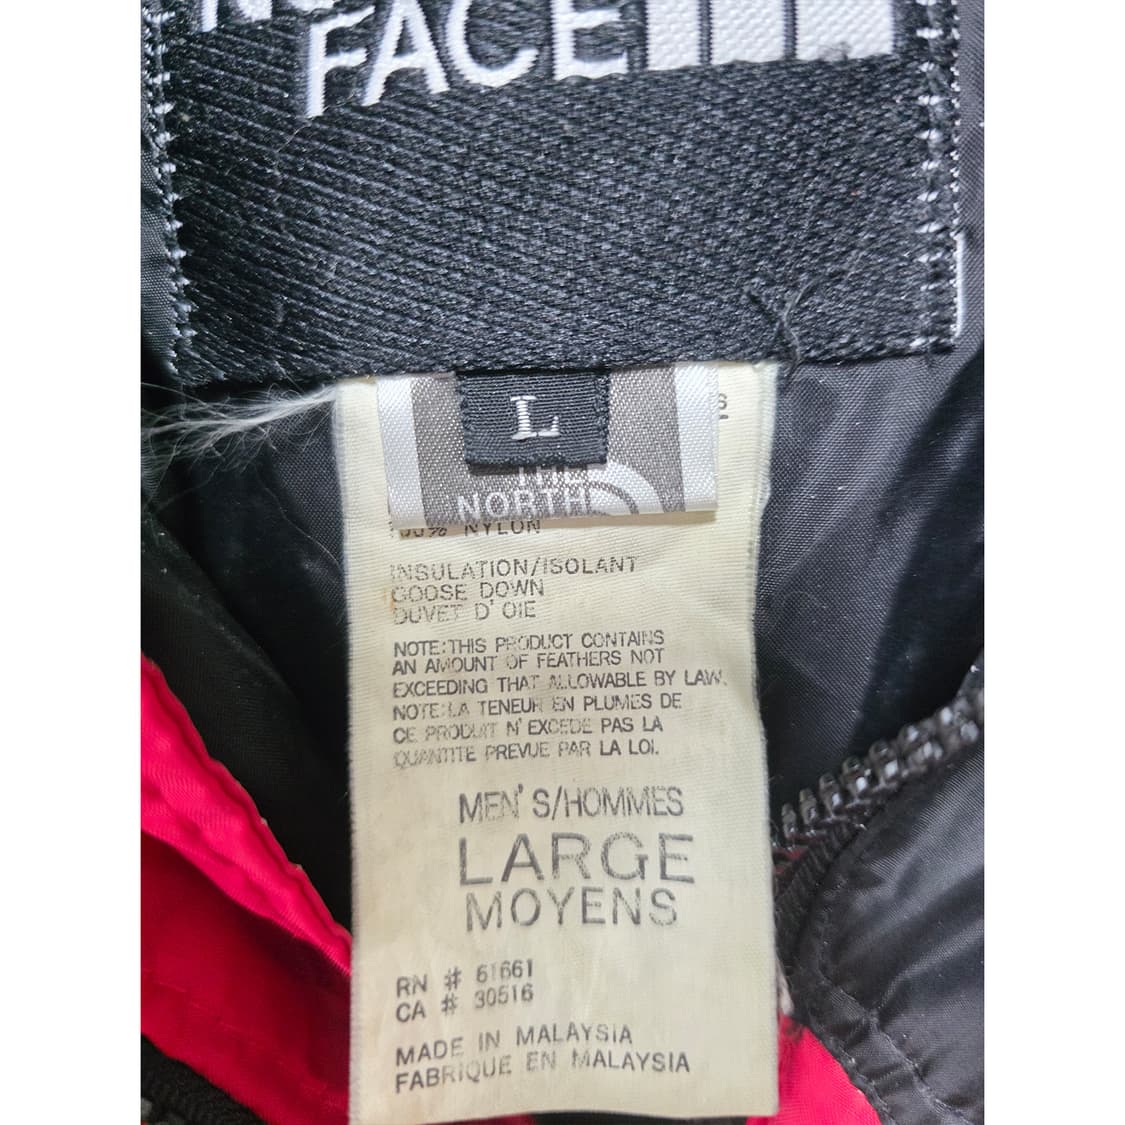 FACE
L
THE
NORTH
NYLON
INSULATION/ISOLANT
GOOSE DOWN
DUVET D'OIE
NOTE:THIS PRODUCT CONTAINS
AN AMOUNT OF FEATHERS NOT
EXCEEDING THAT ALLOWABLE BY LAW.
NOTE:LA TENEUR EN PLUMES DE
CE PRODUIT N'EXCEDE PAS LA
QUANTITE PREVUE PAR LA LOI.
MEN'S/HOMMES
LARGE
MOYENS
RN # 61661
CA # 30516
MADE IN MALAYSIA
FABRIQUE EN MALAYSIA